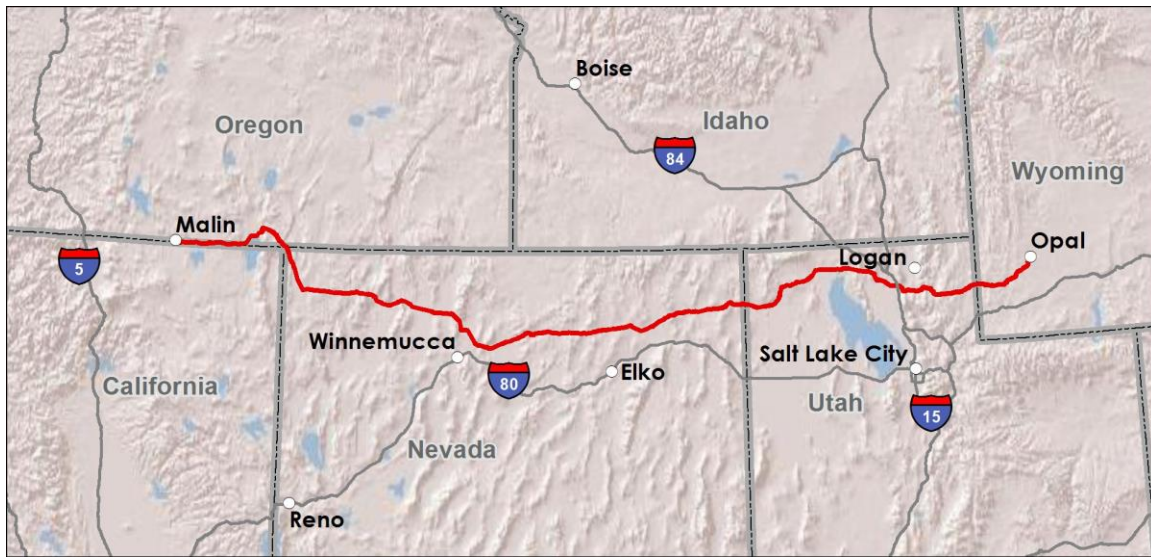 Boise
Oregon
Idaho
84
Wyoming
Malin
Opal
Logan
5
Winnemucca
Salt Lake City
California
80
Elko
Utah
15
Nevada
Reno